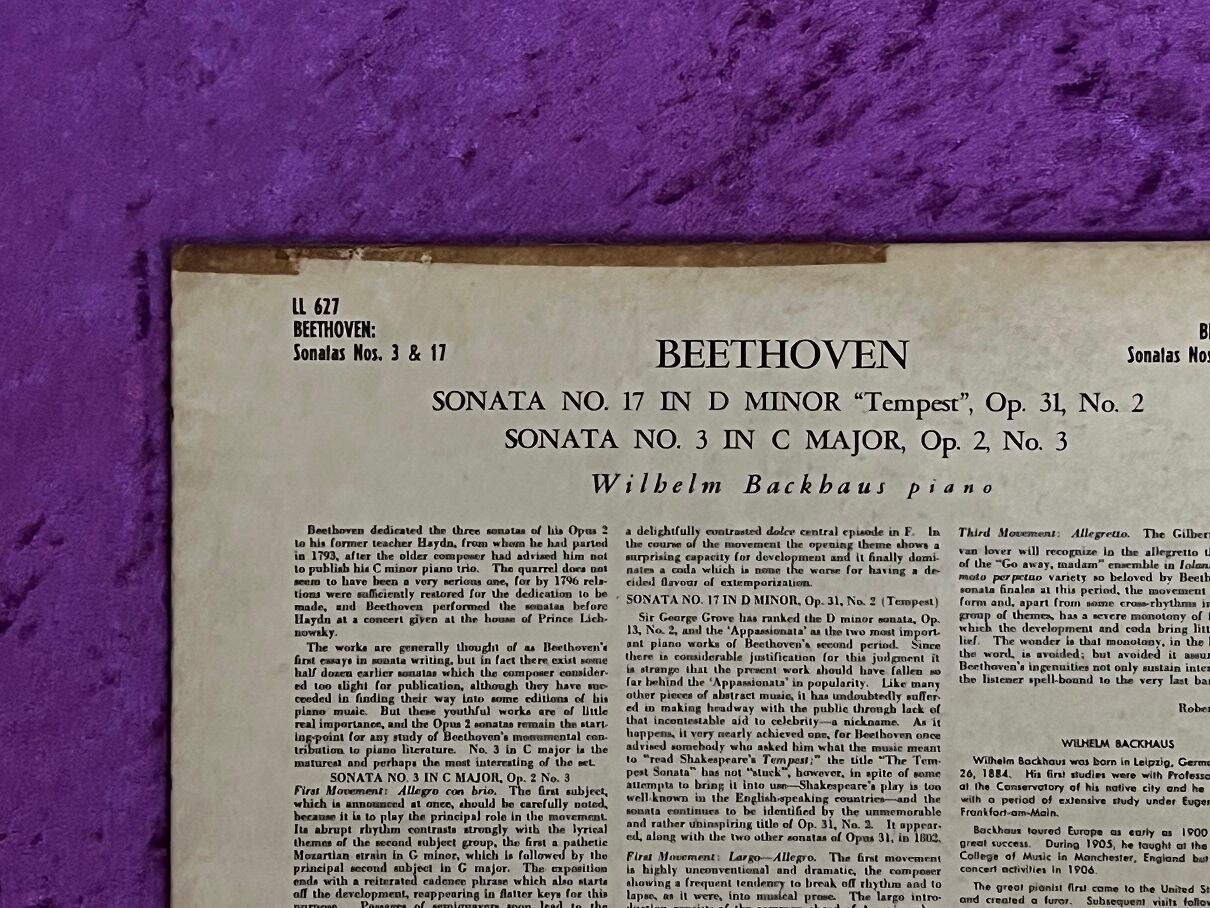 LL 627
BEETHOVEN:
Sonatas Nos. 3 & 17
BEETHOVEN
Sonatas Nos
SONATA NO. 17 IN D MINOR “Tempest”, Op. 31, No. 2
SONATA NO. 3 IN C MAJOR, Op. 2, No. 3
Wilhelm Backhaus piano
Beethoven dedicated the three sonatas of his Opus 2
to his former teacher Haydn, from whom he had parted
in 1793, after the older composer had advised him not
to publish his C minor piano trio. The quarrel does not
seem to have been a very serious one, for by 1796 rela-
tions were sufficiently restored for the dedication to be
made, and Beethoven performed the sonatas before
Haydn at a concert given at the house of Prince Lich-
nowsky.
The works are generally thought of as Beethoven's
first essays in sonata writing, but in fact there exist some
half dozen earlier sonatas which the composer consider-
ed too slight for publication, although they have suc-
ceeded in finding their way into some editions of his
piano music. But these youthful works are of little
real importance, and the Opus 2 sonatas remain the start-
ing-point for any study of Beethoven's monumental con-
tribution to piano literature. No. 3 in C major is the
maturest and perhaps the most interesting of the set.
SONATA NO. 3 IN C MAJOR, Op. 2 No. 3
First Movement: Allegro con brio. The first subject,
which is announced at once, should be carefully noted,
because it is to play the principal role in the movement.
Its abrupt rhythm contrasts strongly with the lyrical
themes of the second subject group, the first a pathetic
Mozartian strain in G minor, which is followed by the
principal second subject in G major. The exposition
ends with a reiterated cadence phrase which also starts
off the development, reappearing in flatter keys for this
purpose. Passages of semiquavers soon lead to the
a delightfully contrasted dolce central episode in F. In
the course of the movement the opening theme shows a
surprising capacity for development and it finally domi-
nates a coda which is none the worse for having a de-
cided flavour of extemporization.
SONATA NO. 17 IN D MINOR, Op. 31, No. 2 (Tempest)
Sir George Grove has ranked the D minor sonata, Op.
13, No. 2, and the 'Appassionata' as the two most import-
ant piano works of Beethoven's second period. Since
there is considerable justification for this judgment it
is strange that the present work should have fallen so
far behind the 'Appassionata' in popularity. Like many
other pieces of abstract music, it has undoubtedly suffer-
ed in making headway with the public through lack of
that incontestable aid to celebrity—a nickname. As it
happens, it very nearly achieved one, for Beethoven once
advised somebody who asked him what the music meant
to “read Shakespeare's Tempest;” the title “The Tem-
pest Sonata” has not “stuck”, however, in spite of some
attempts to bring it into use—Shakespeare's play is too
well-known in the English-speaking countries—and the
sonata continues to be identified by the unmemorable
and rather uninspiring title of Op. 31, No. 2. It appear-
ed, along with the two other sonatas of Opus 31, in 1802.
First Movement: Largo—Allegro. The first movement
is highly unconventional and dramatic, the composer
showing a frequent tendency to break off rhythm and to
lapse, as it were, into musical prose. The large intro-
Third Movement: Allegretto. The Gilber
van lover will recognize in the allegretto
of the “Go away, madam” ensemble in Iolan
moto perpetuo variety so beloved by Beeth
sonata finales at this period, the movement
form and, apart from some cross-rhythms in
group of themes, has a severe monotony of
which the development and coda bring litt
lief. The wonder is that monotony, in the
the word, is avoided; but avoided it assu
Beethoven's ingenuities not only sustain inte
the listener spell-bound to the very last ba
Rober
WILHELM BACKHAUS
Wilhelm Backhaus was born in Leipzig, Germ
26, 1884. His first studies were with Professo
at the Conservatory of his native city and he
with a period of extensive study under Euge
Frankfort-am-Main.
Backhaus toured Europe as early as 1900
great success. During 1905, he taught at the
College of Music in Manchester, England but
concert activities in 1906.
The great pianist first came to the United St
and created a furor. Subsequent visits follow